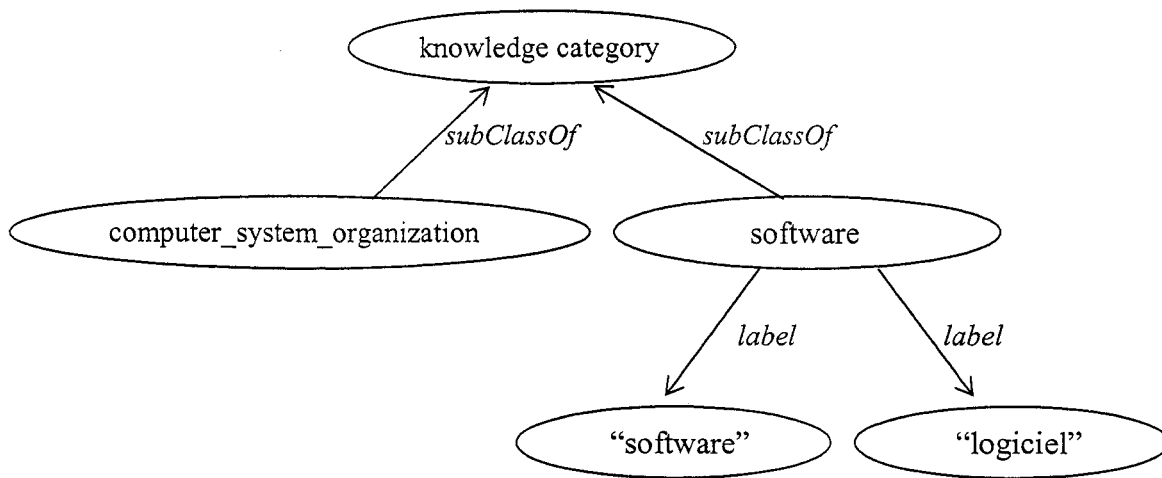 knowledge category
subClassOf
subClassOf
computer_system_organization
software
label
label
“software”
“logiciel”